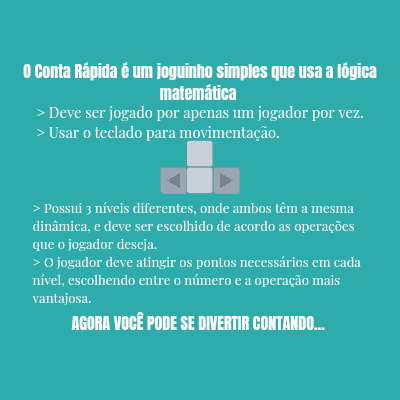 O Conta Rápida é um joguinho simples que usa a lógica
matemática
> Deve ser jogado por apenas um jogador por vez.
> Usar o teclado para movimentação.
> Possui 3 níveis diferentes, onde ambos têm a mesma
dinâmica, e deve ser escolhido de acordo as operações
que o jogador deseja.
> O jogador deve atingir os pontos necessários em cada
nível, escolhendo entre o número e a operação mais
vantajosa.
AGORA VOCÊ PODE SE DIVERTIR CONTANDO...